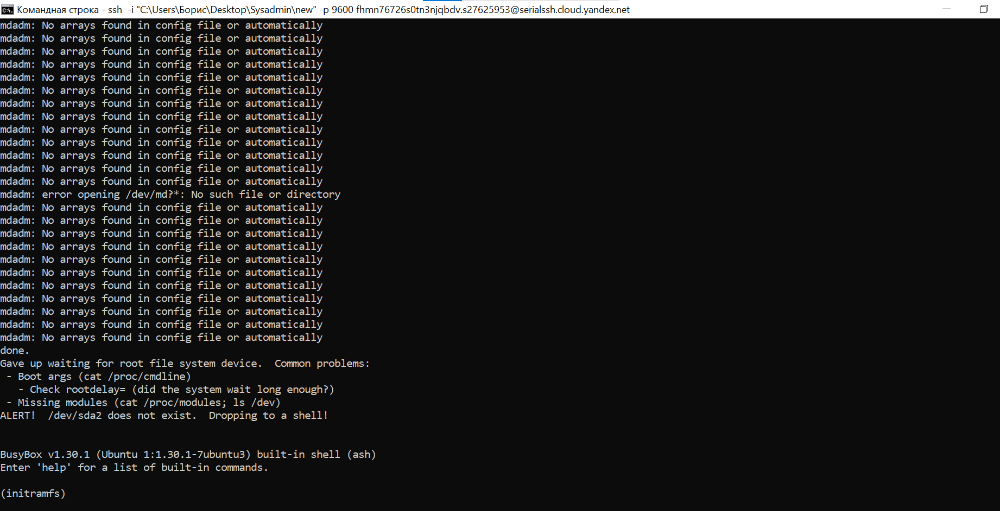 Командная строка - ssh -i "C:\Users\Борис\Desktop\Sysadmin\new" -p 9600 fhmn76726s0tn3njqbdv.s27625953@serialssh.cloud.yandex.net
mdadm: No arrays found in config file or automatically
mdadm: No arrays found in config file or automatically
mdadm: No arrays found in config file or automatically
mdadm: No arrays found in config file or automatically
mdadm: No arrays found in config file or automatically
mdadm: No arrays found in config file or automatically
mdadm: No arrays found in config file or automatically
mdadm: No arrays found in config file or automatically
mdadm: No arrays found in config file or automatically
mdadm: No arrays found in config file or automatically
mdadm: No arrays found in config file or automatically
mdadm: No arrays found in config file or automatically
mdadm: No arrays found in config file or automatically
mdadm: error opening /dev/md?*: No such file or directory
mdadm: No arrays found in config file or automatically
mdadm: No arrays found in config file or automatically
mdadm: No arrays found in config file or automatically
mdadm: No arrays found in config file or automatically
mdadm: No arrays found in config file or automatically
mdadm: No arrays found in config file or automatically
mdadm: No arrays found in config file or automatically
mdadm: No arrays found in config file or automatically
mdadm: No arrays found in config file or automatically
mdadm: No arrays found in config file or automatically
mdadm: No arrays found in config file or automatically
done.
Gave up waiting for root file system device.  Common problems:
 - Boot args (cat /proc/cmdline)
   - Check rootdelay= (did the system wait long enough?)
 - Missing modules (cat /proc/modules; ls /dev)
ALERT!  /dev/sda2 does not exist.  Dropping to a shell!
BusyBox v1.30.1 (Ubuntu 1:1.30.1-7ubuntu3) built-in shell (ash)
Enter 'help' for a list of built-in commands.
(initramfs)